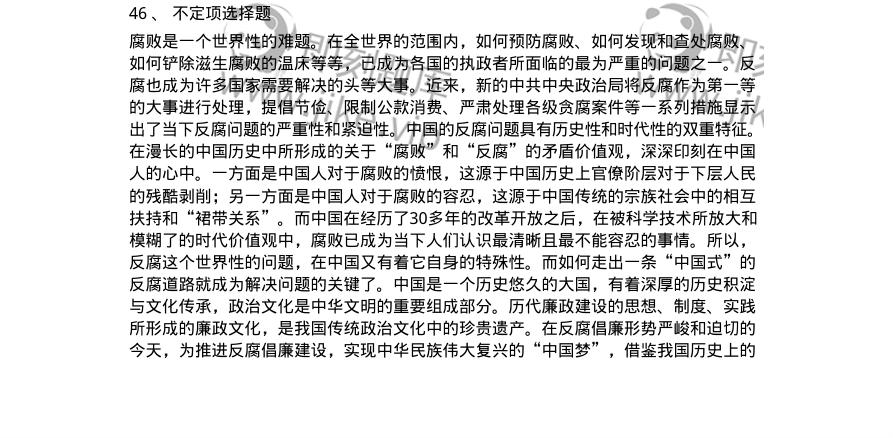 46 、 不定项选择题
腐败是一个世界性的难题。在全世界的范围内，如何预防腐败、如何发现和查处腐败、
如何铲除滋生腐败的温床等等，已成为各国的执政者所面临的最为严重的问题之一。反
腐也成为许多国家需要解决的头等大事。近来，新的中共中央政治局将反腐作为第一等
的大事进行处理，提倡节俭、限制公款消费、严肃处理各级贪腐案件等一系列措施显示
出了当下反腐问题的严重性和紧迫性。中国的反腐问题具有历史性和时代性的双重特征。
在漫长的中国历史中所形成的关于“腐败”和“反腐”的矛盾价值观，深深印刻在中国
人的心中。一方面是中国人对于腐败的愤恨，这源于中国历史上官僚阶层对于下层人民
的残酷剥削；另一方面是中国人对于腐败的容忍，这源于中国传统的宗族社会中的相互
扶持和“裙带关系”。而中国在经历了30多年的改革开放之后，在被科学技术所放大和
模糊了的时代价值观中，腐败已成为当下人们认识最清晰且最不能容忍的事情。所以，
反腐这个世界性的问题，在中国又有着它自身的特殊性。而如何走出一条“中国式”的
反腐道路就成为解决问题的关键了。中国是一个历史悠久的大国，有着深厚的历史积淀
与文化传承，政治文化是中华文明的重要组成部分。历代廉政建设的思想、制度、实践
所形成的廉政文化，是我国传统政治文化中的珍贵遗产。在反腐倡廉形势严峻和迫切的
今天，为推进反腐倡廉建设，实现中华民族伟大复兴的“中国梦”，借鉴我国历史上的